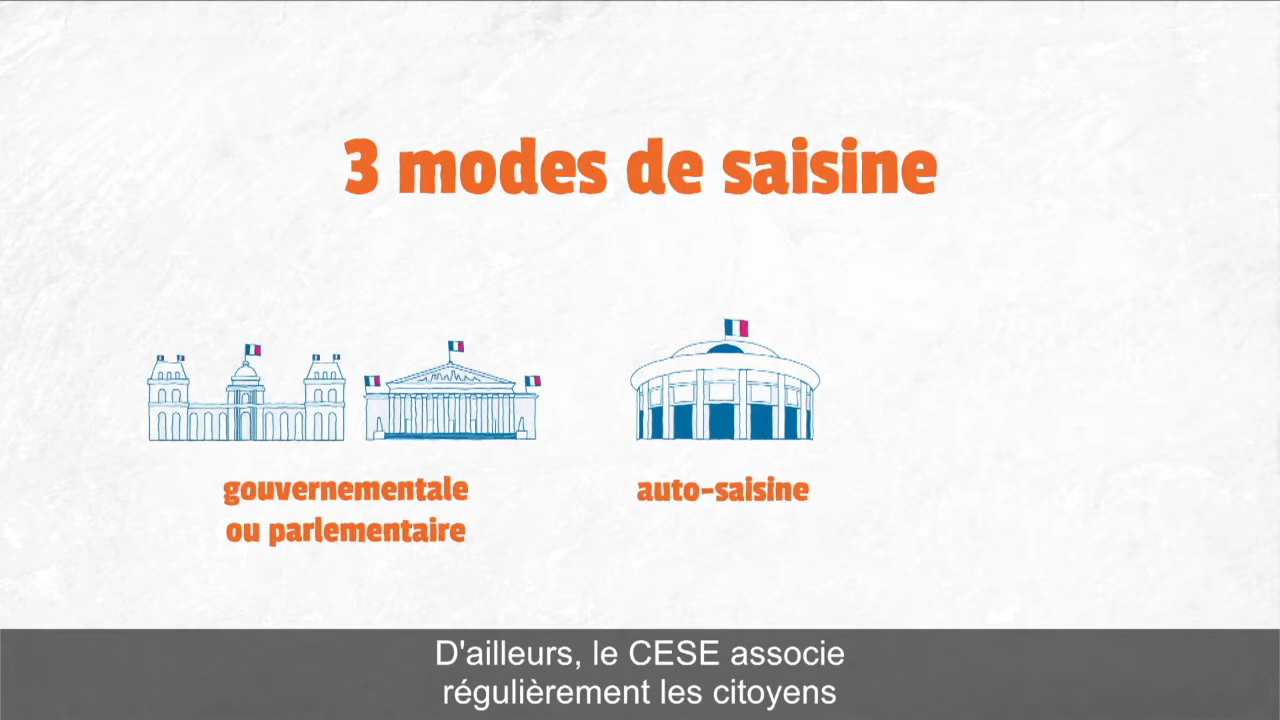 3 modes de saisine
gouvernementale
ou parlementaire
auto-saisine
D'ailleurs, le CESE associe
régulièrement les citoyens